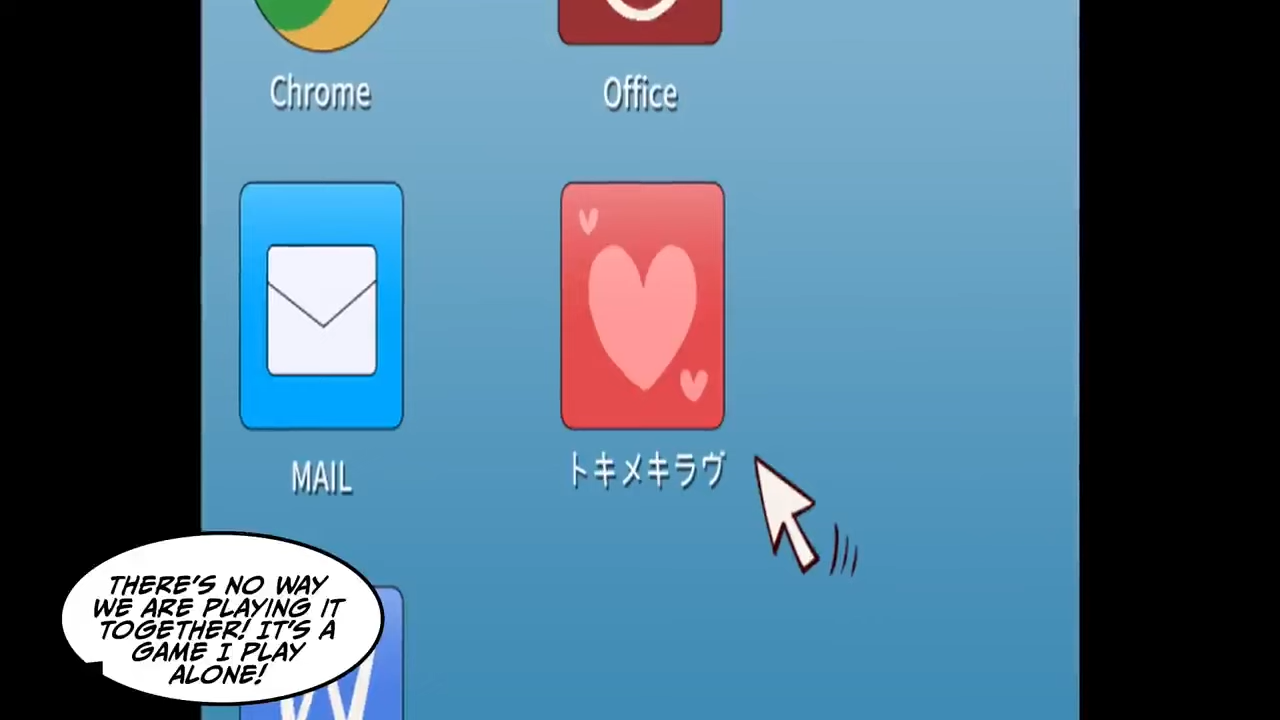 Chrome
Office
MAIL
トキメキラヴ
THERE'S NO WAY
WE ARE PLAYING IT
TOGETHER! IT'S A
GAME I PLAY
ALONE!
W